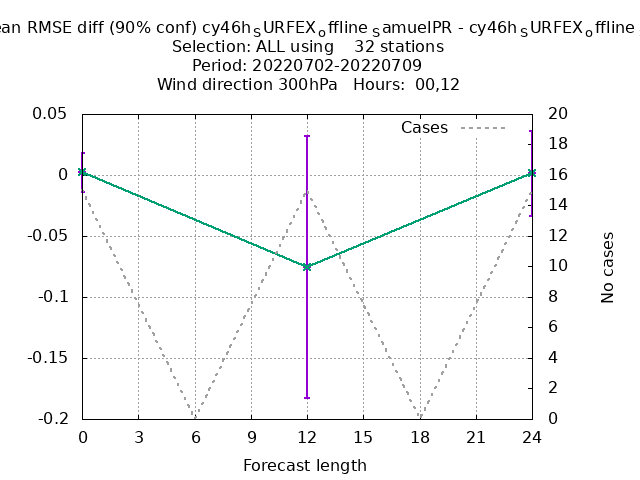 ean RMSE diff (90% conf) cy46h_SURFEX_offline_SamuelPR - cy46h_SURFEX_offline
Selection: ALL using 32 stations
Period: 20220702-20220709
Wind direction 300hPa Hours: 00,12
Cases
0.05
0
-0.05
-0.1
-0.15
-0.2
20
18
16
14
12
10
8
6
4
2
0
No cases
0 3 6 9 12 15 18 21 24
Forecast length